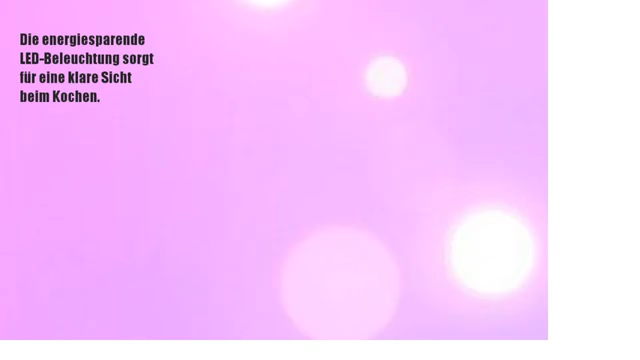 Die energiesparende
LED-Beleuchtung sorgt
für eine klare Sicht
beim Kochen.